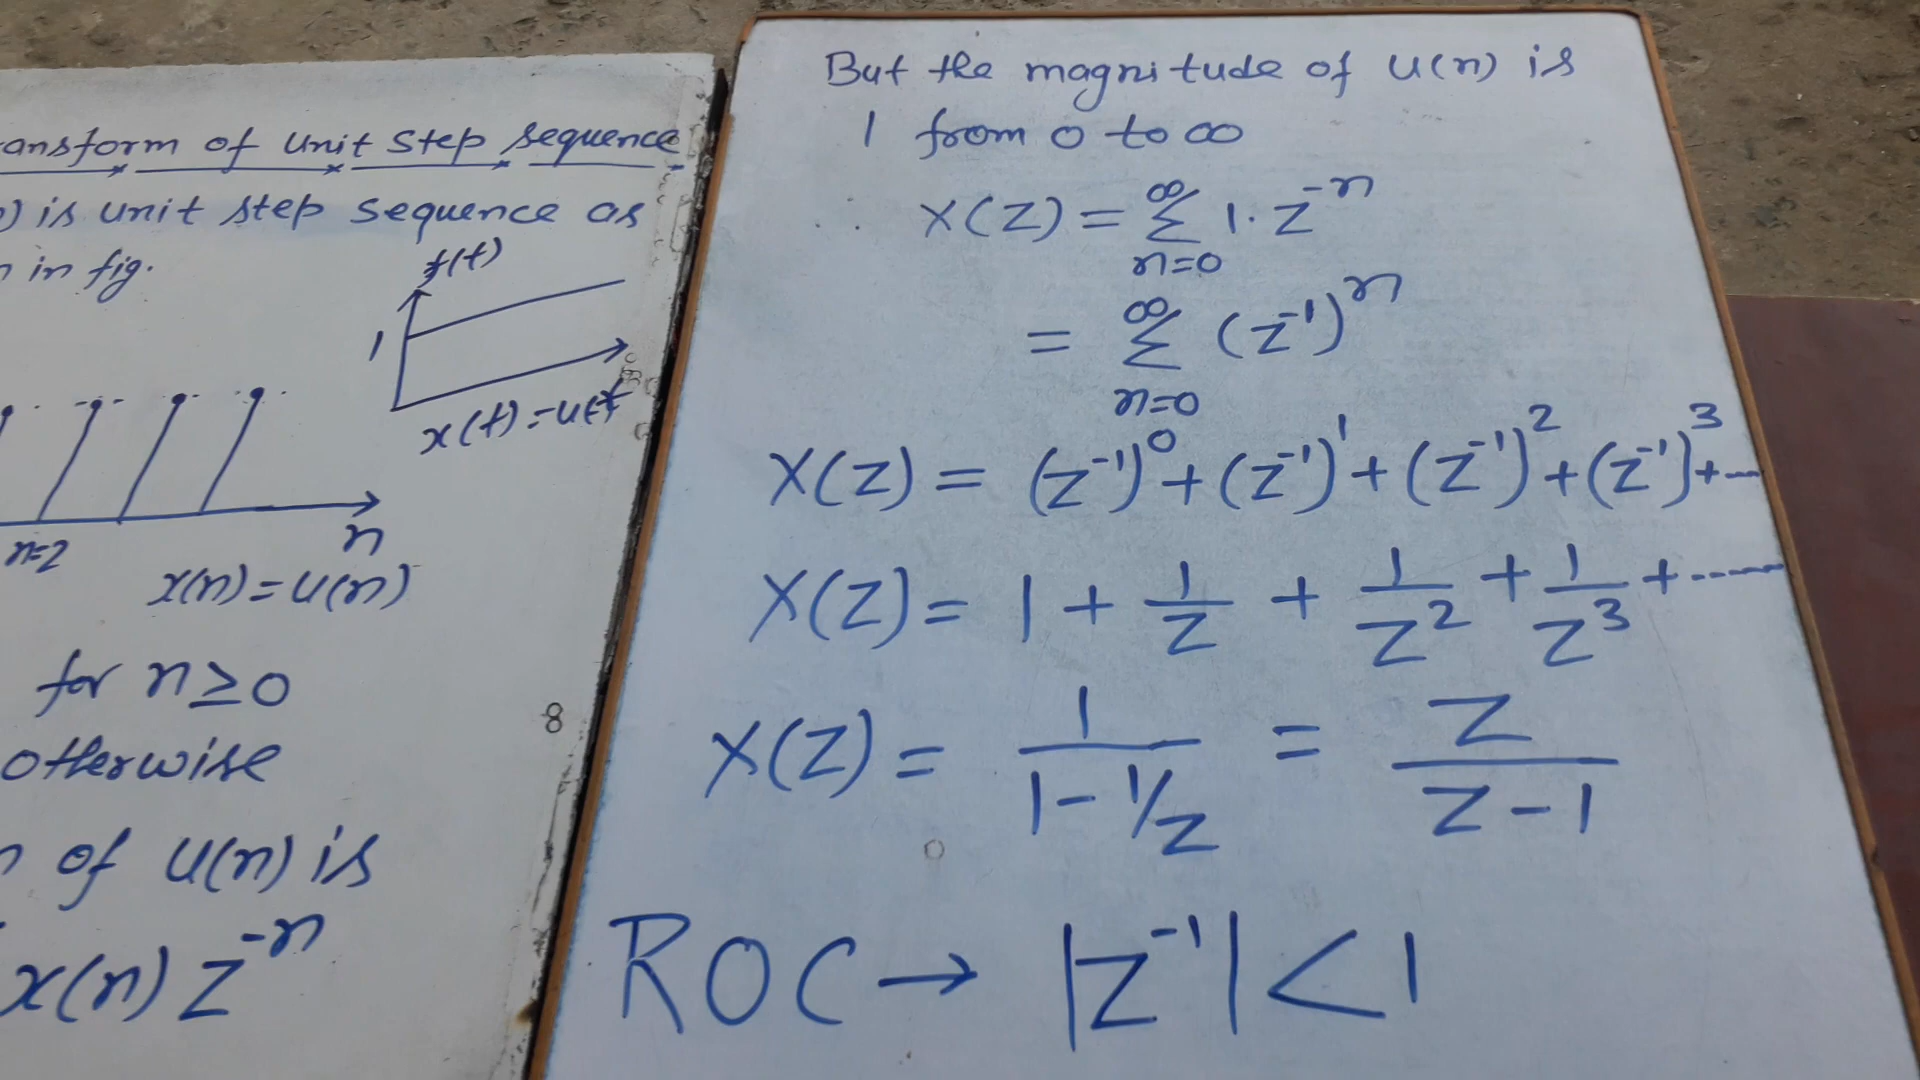 ansform of Unit Step Sequence
) is unit step sequence as
in fig.
f(t)
1
x(t)=u(t
n=2
n
x(n)=u(n)
for n≥0
otherwise
of u(n) is
x(n) z^-n
8
But the magnitude of u(n) is
1 from 0 to ∞
X(Z) = ∞ Σ n=0 1. Z^-n
= ∞ Σ n=0 (z^-1)^n
X(Z) = (z^-1)^0 + (z^-1)^1 + (z^-1)^2 + (z^-1)^3 + ---
X(Z) = 1 + 1/Z + 1/Z^2 + 1/Z^3 + ------
X(Z) = 1/(1 - 1/Z) = Z/(Z-1)
ROC → |Z^-1| < 1